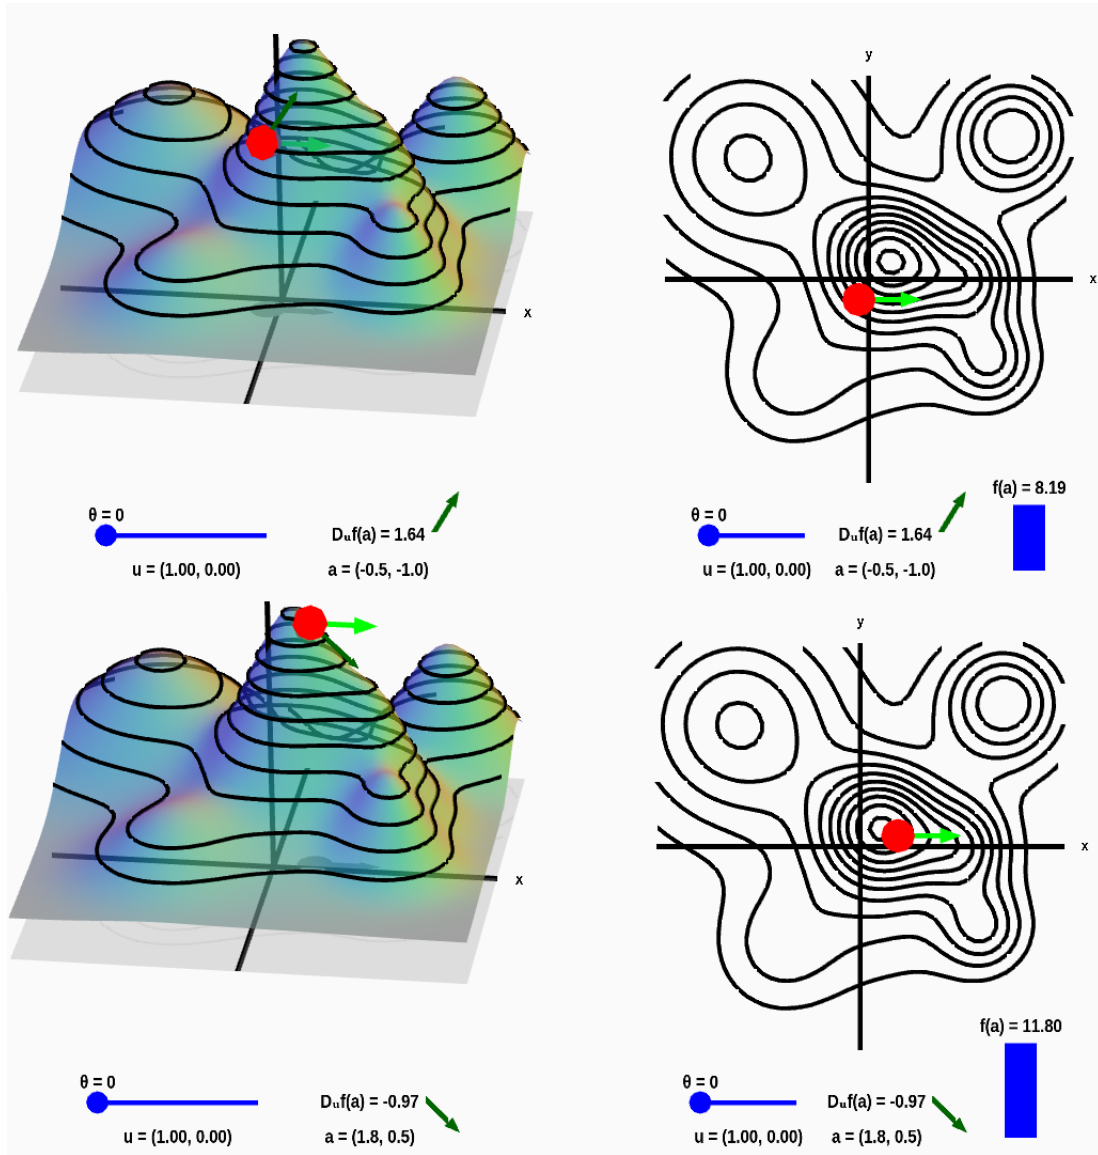 y
x
x
f(a) = 8.19
θ = 0
Duf(a) = 1.64
θ = 0
Duf(a) = 1.64
u = (1.00, 0.00)
a = (-0.5, -1.0)
u = (1.00, 0.00)
a = (-0.5, -1.0)
y
x
x
f(a) = 11.80
θ = 0
Duf(a) = -0.97
θ = 0
Duf(a) = -0.97
u = (1.00, 0.00)
a = (1.8, 0.5)
u = (1.00, 0.00)
a = (1.8, 0.5)